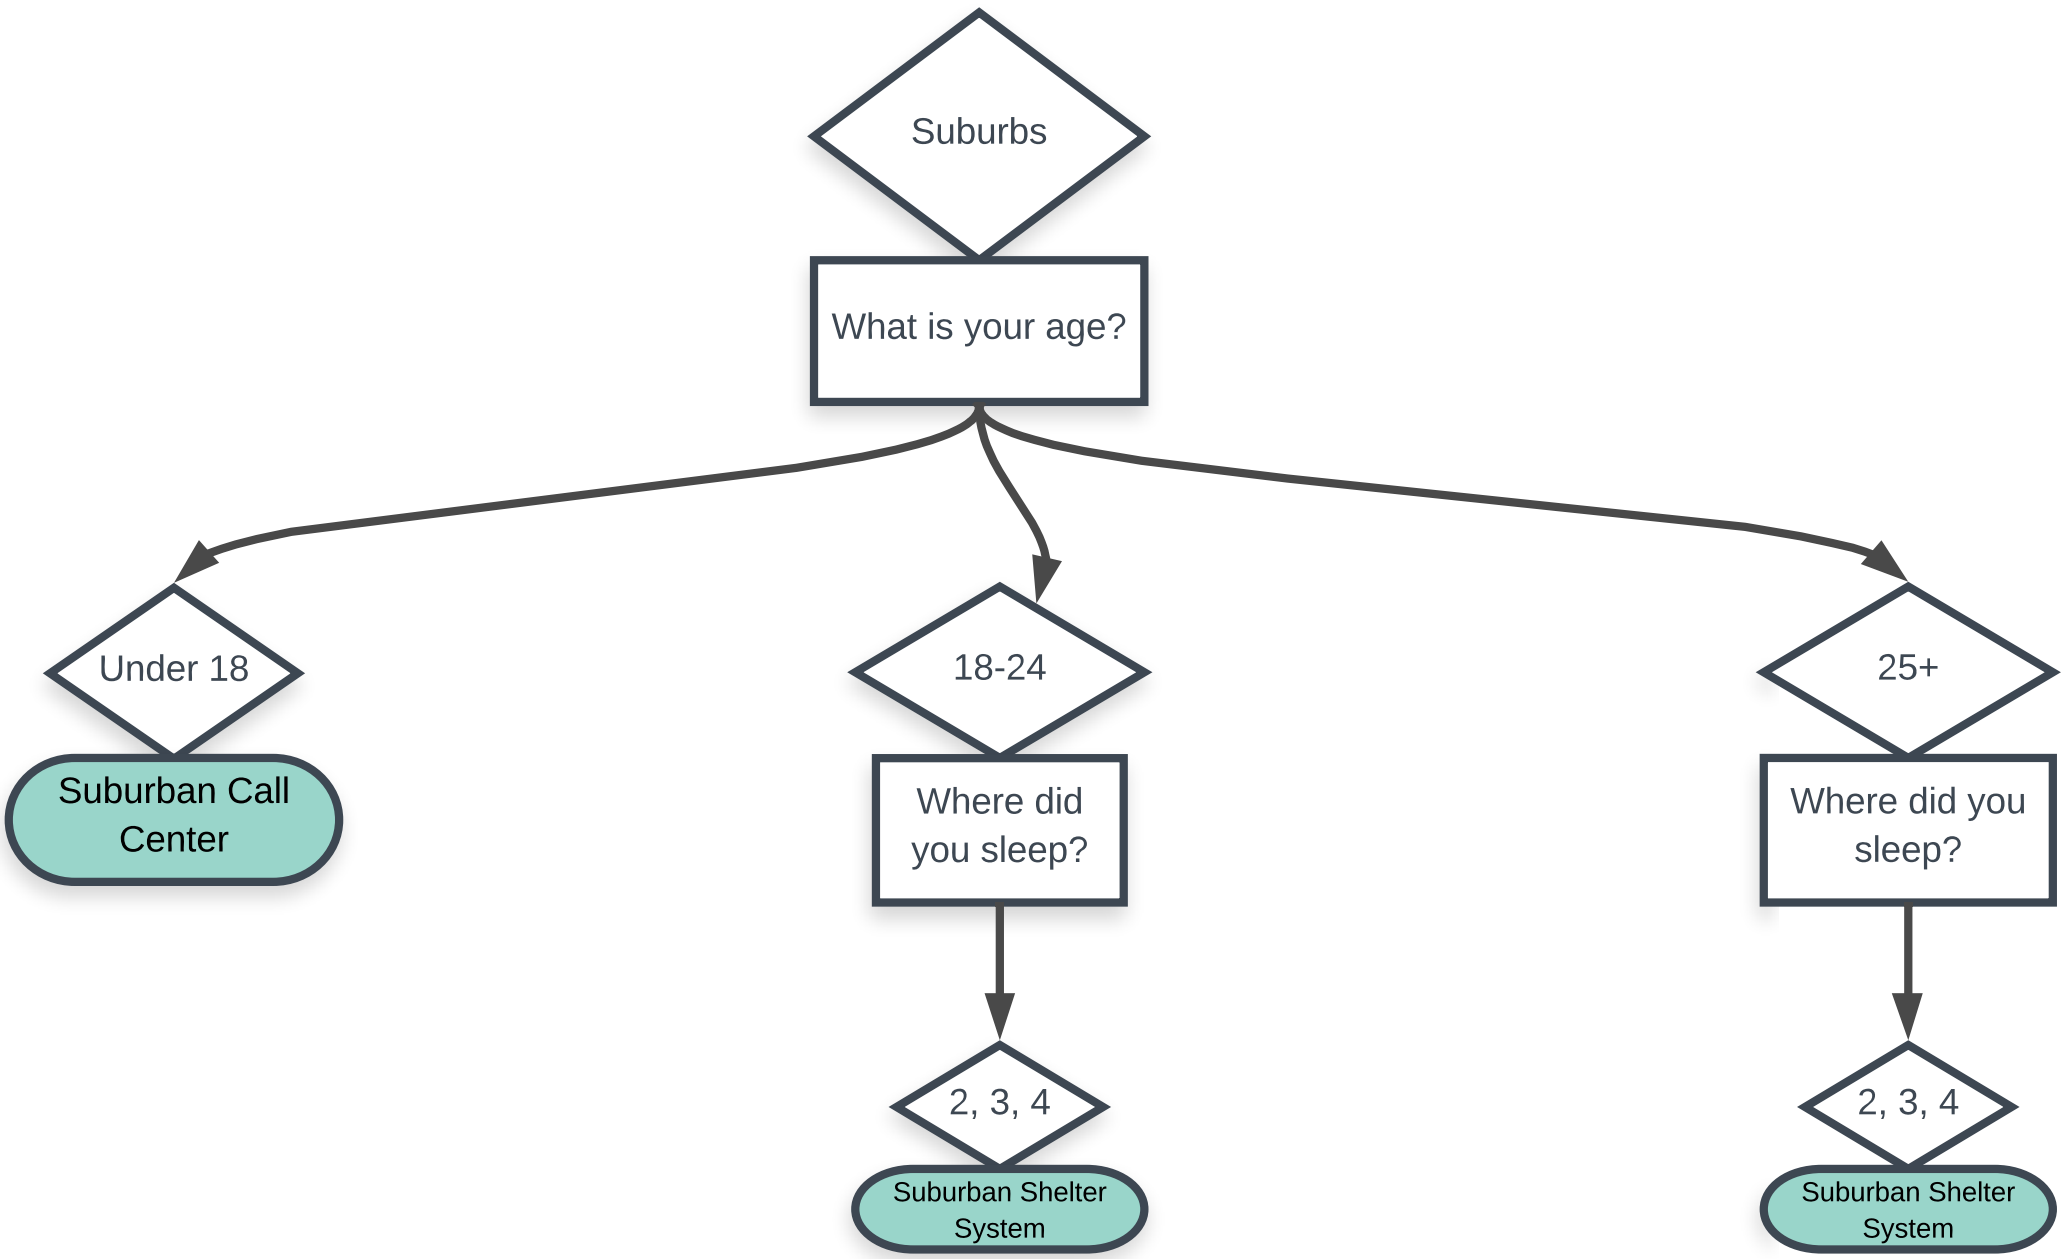 Suburbs
What is your age?
Under 18
18-24
25+
Suburban Call
Center
Where did
you sleep?
Where did you
sleep?
2, 3, 4
2, 3, 4
Suburban Shelter
System
Suburban Shelter
System